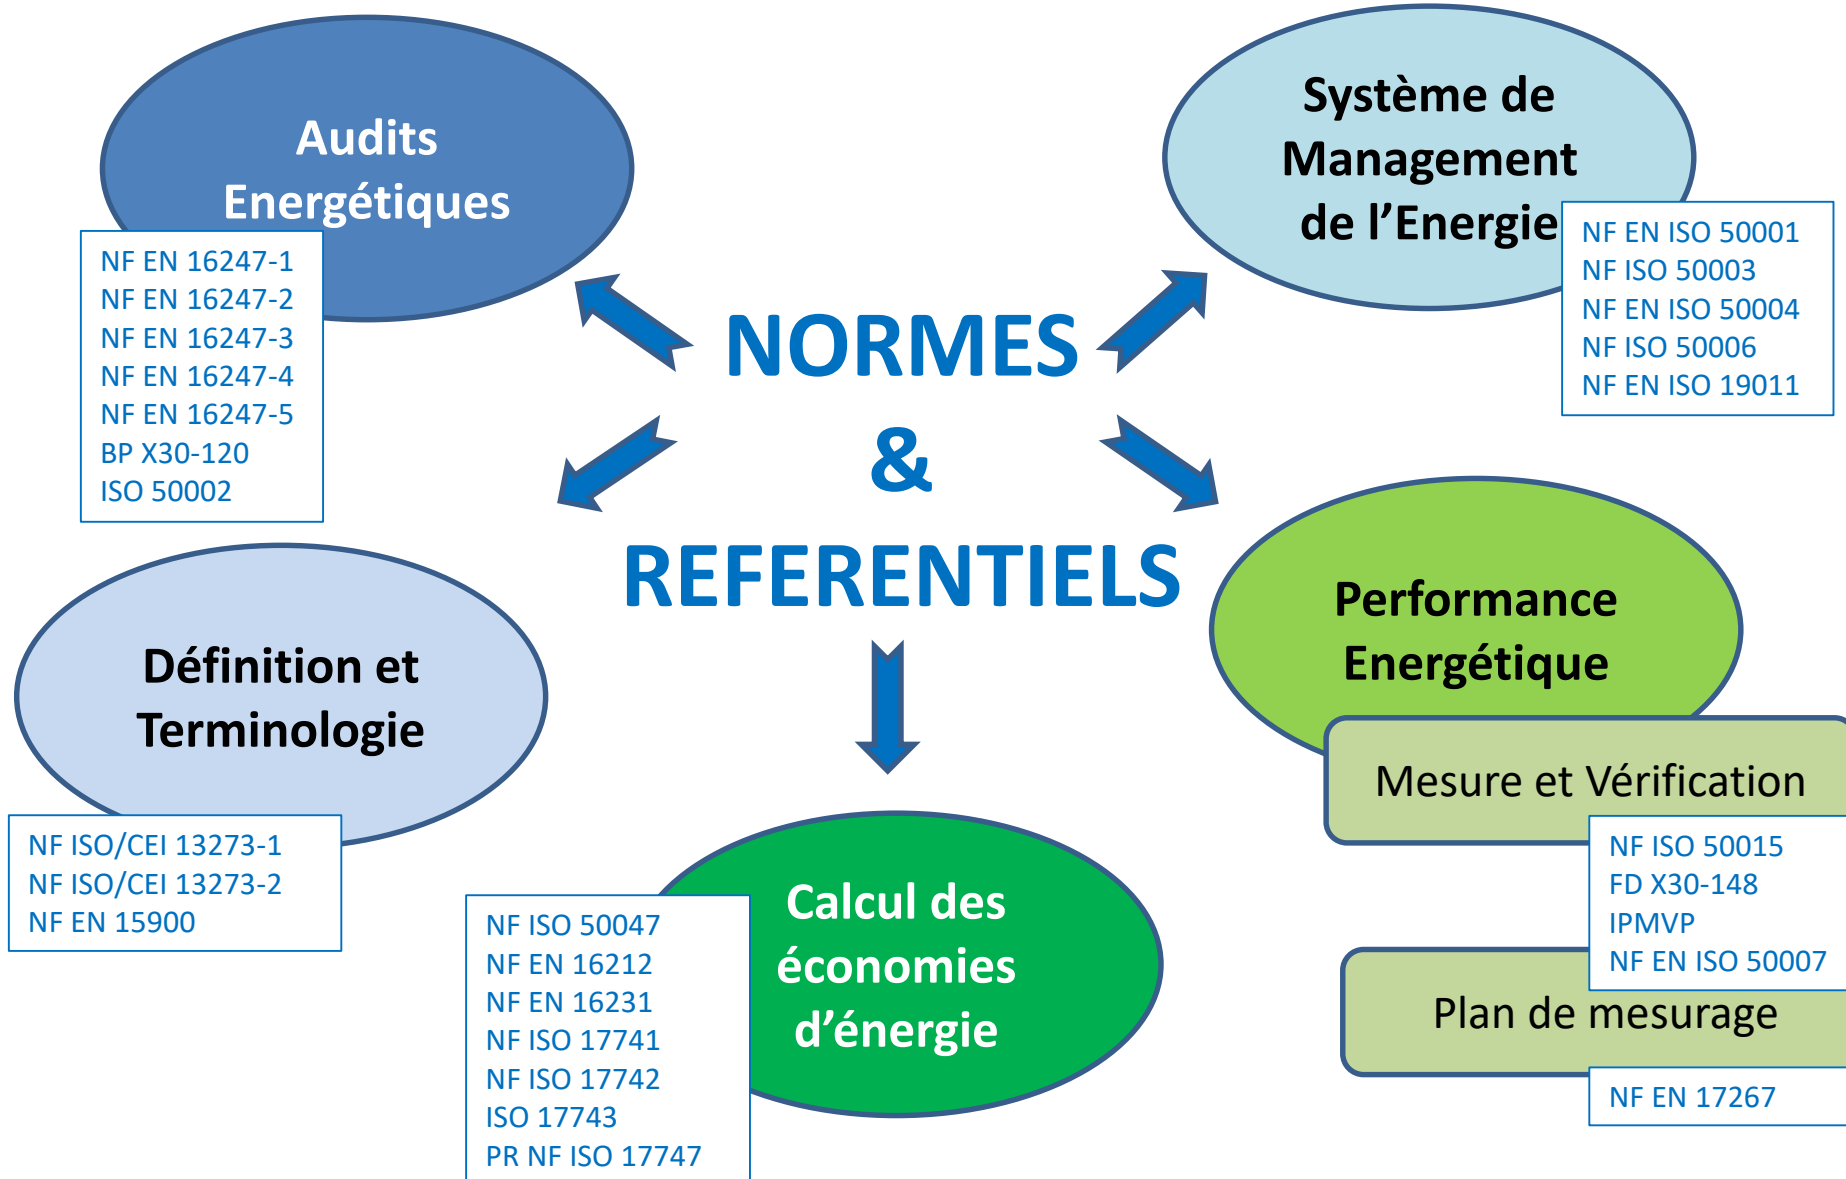 Audits
Energétiques
NF EN 16247-1
NF EN 16247-2
NF EN 16247-3
NF EN 16247-4
NF EN 16247-5
BP X30-120
ISO 50002
Système de
Management
de l’Energie
NF EN ISO 50001
NF ISO 50003
NF EN ISO 50004
NF ISO 50006
NF EN ISO 19011
NORMES
&
REFERENTIELS
Définition et
Terminologie
NF ISO/CEI 13273-1
NF ISO/CEI 13273-2
NF EN 15900
Calcul des
économies
d’énergie
NF ISO 50047
NF EN 16212
NF EN 16231
NF ISO 17741
NF ISO 17742
ISO 17743
PR NF ISO 17747
Performance
Energétique
Mesure et Vérification
NF ISO 50015
FD X30-148
IPMVP
NF EN ISO 50007
Plan de mesurage
NF EN 17267